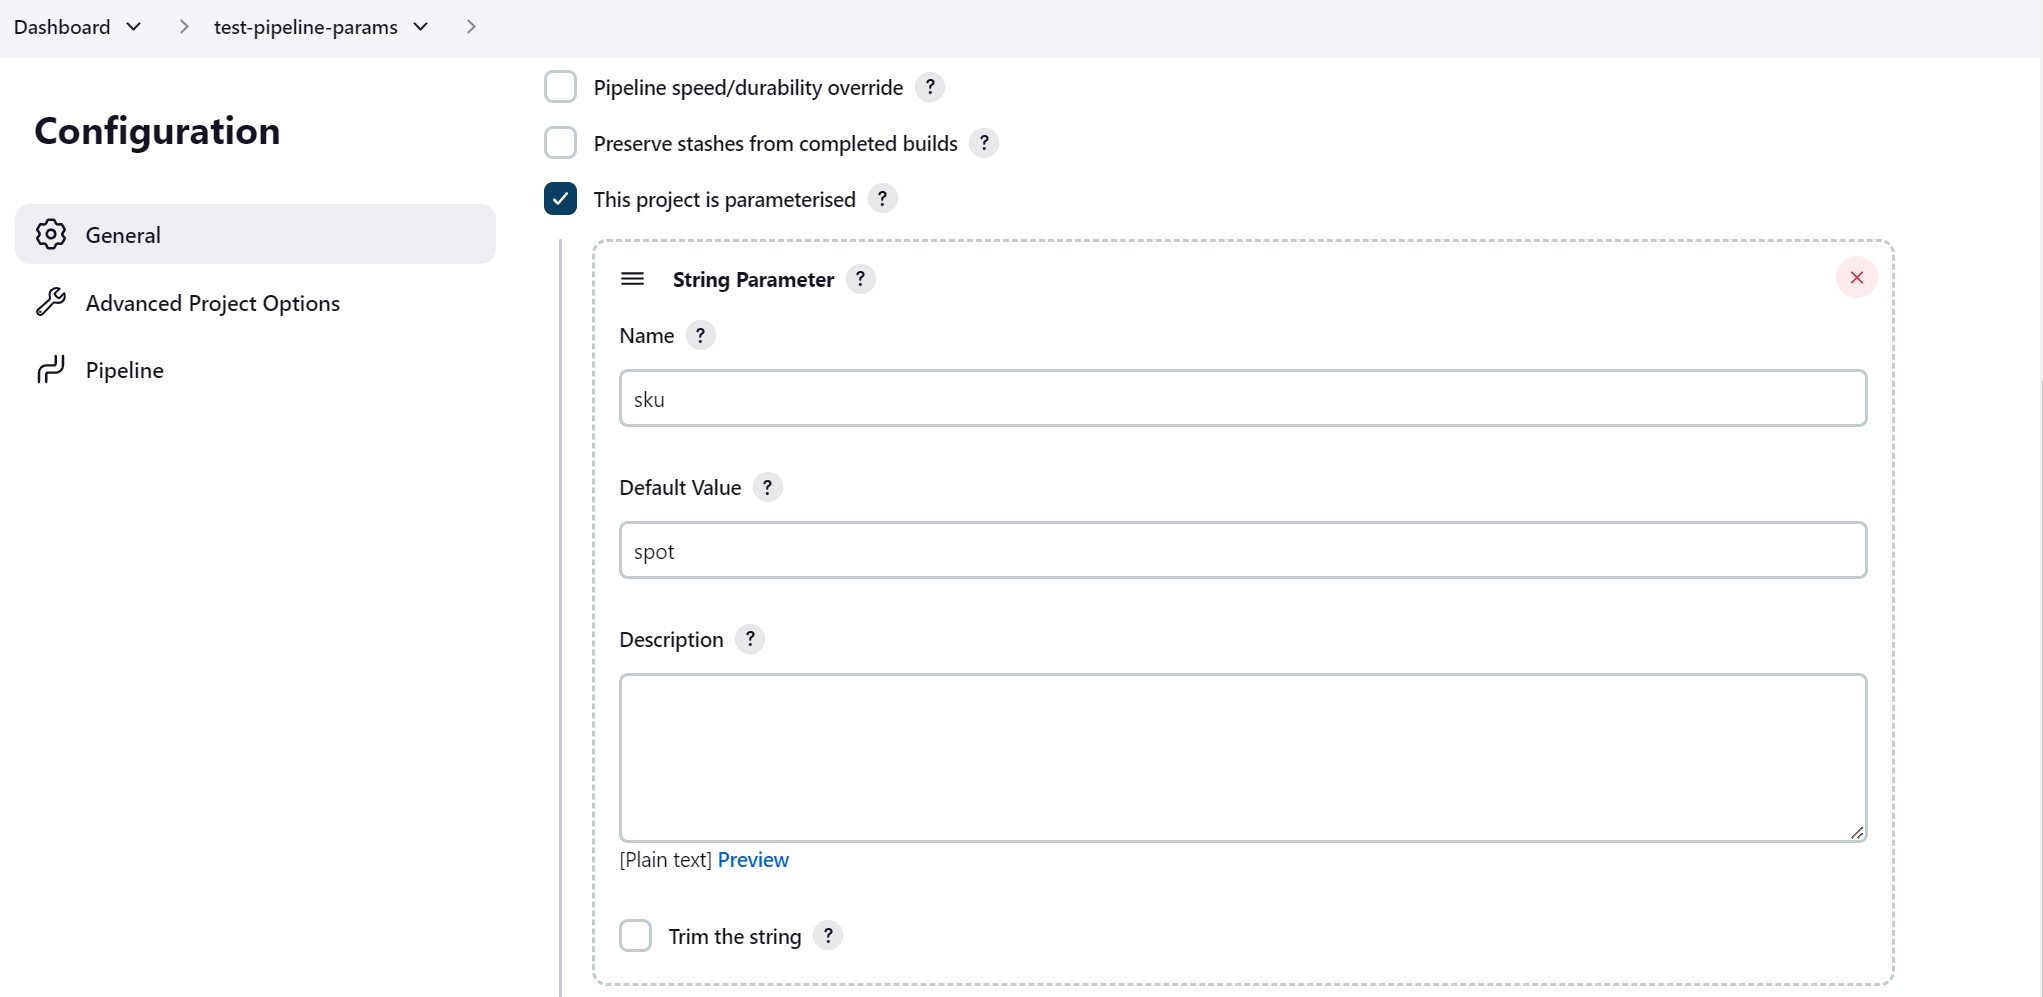 Dashboard
test-pipeline-params
Configuration
General
Advanced Project Options
Pipeline
Pipeline speed/durability override ?
Preserve stashes from completed builds ?
This project is parameterised ?
String Parameter ?
Name ?
sku
Default Value ?
spot
Description ?
[Plain text] Preview
Trim the string ?